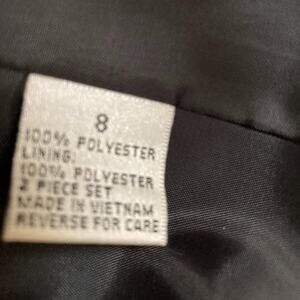 8
100% POLYESTER
LINING:
100% POLYESTER
2 PIECE SET
MADE IN VIETNAM
REVERSE FOR CARE